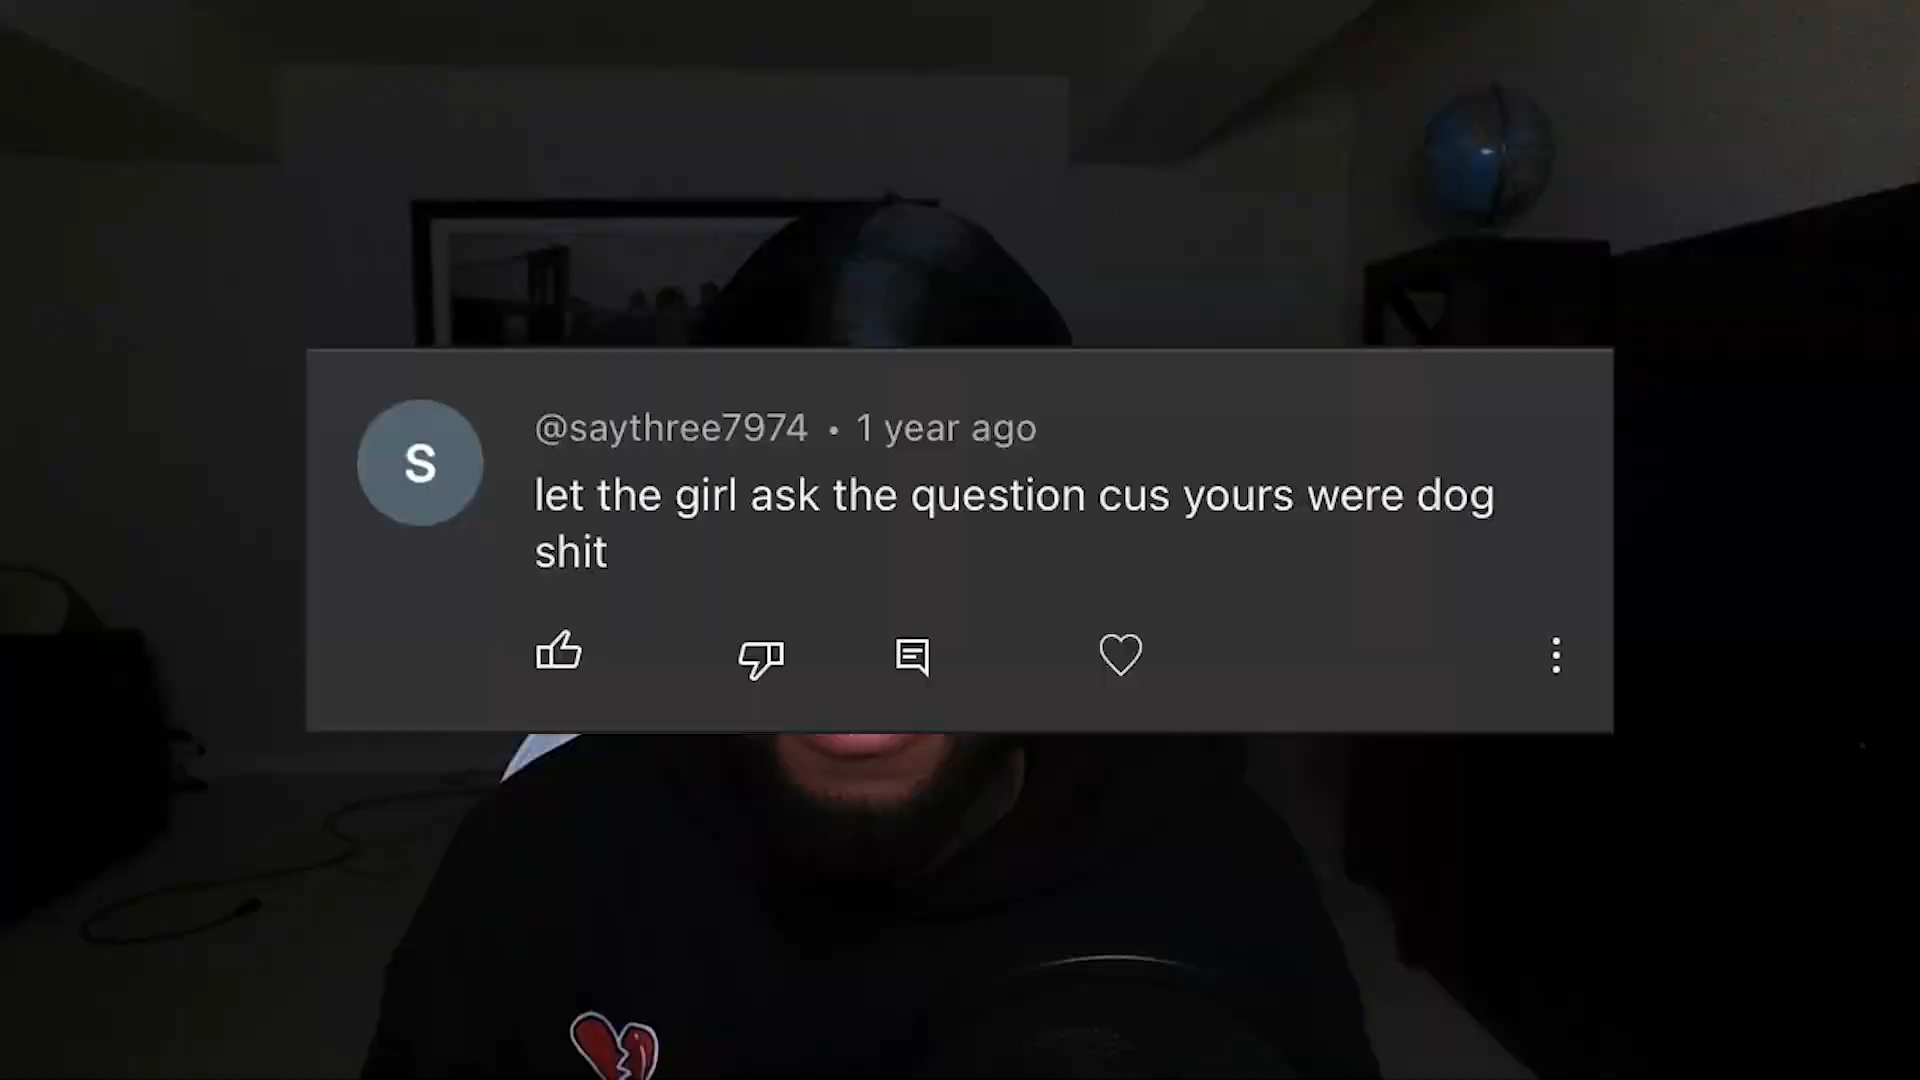 S
@saythree7974 • 1 year ago
let the girl ask the question cus yours were dog
shit